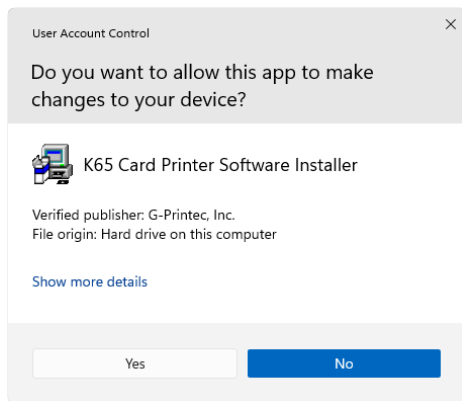 User Account Control
Do you want to allow this app to make
changes to your device?
K65 Card Printer Software Installer
Verified publisher: G-Printec, Inc.
File origin: Hard drive on this computer
Show more details
Yes
No